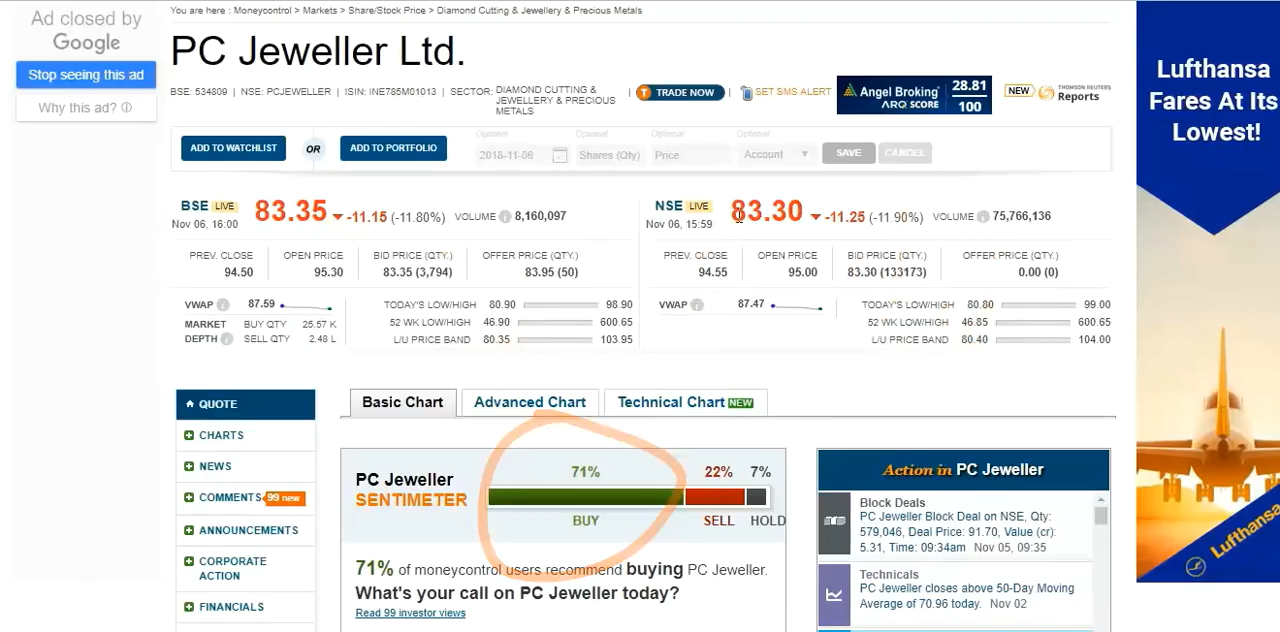 Ad closed by
Google
Stop seeing this ad
Why this ad?
You are here : Moneycontrol > Markets > Share/Stock Price > Diamond Cutting & Jewellery & Precious Metals
PC Jeweller Ltd.
BSE: 534809 | NSE: PCJEWELLER | ISIN: INE785M01013 | SECTOR: DIAMOND CUTTING & JEWELLERY & PRECIOUS METALS | TRADE NOW | SET SMS ALERT
Angel Broking
ARQ SCORE
28.81
100
NEW
THOMSON REUTERS
Reports
ADD TO WATCHLIST OR ADD TO PORTFOLIO
Optional Optional Optional Optional
2018-11-06 Shares (Qty) Price Account SAVE CANCEL
BSE LIVE
Nov 06, 16:00
83.35 -11.15 (-11.80%) VOLUME 8,160,097
PREV. CLOSE OPEN PRICE BID PRICE (QTY.) OFFER PRICE (QTY.)
94.50 95.30 83.35 (3,794) 83.95 (50)
VWAP 87.59
MARKET DEPTH
BUY QTY 25.57 K
SELL QTY 2.48 L
TODAY'S LOW/HIGH 80.90 98.90
52 WK LOW/HIGH 46.90 600.65
L/U PRICE BAND 80.35 103.95
NSE LIVE
Nov 06, 15:59
83.30 -11.25 (-11.90%) VOLUME 75,766,136
PREV. CLOSE OPEN PRICE BID PRICE (QTY.) OFFER PRICE (QTY.)
94.55 95.00 83.30 (133173) 0.00 (0)
VWAP 87.47
TODAY'S LOW/HIGH 80.80 99.00
52 WK LOW/HIGH 46.85 600.65
L/U PRICE BAND 80.40 104.00
QUOTE
CHARTS
NEWS
COMMENTS 99 new
ANNOUNCEMENTS
CORPORATE
ACTION
FINANCIALS
Basic Chart Advanced Chart Technical Chart NEW
PC Jeweller
SENTIMETER
71% 22% 7%
BUY SELL HOLD
71% of moneycontrol users recommend buying PC Jeweller.
What's your call on PC Jeweller today?
Read 99 investor views
Action in PC Jeweller
Block Deals
PC Jeweller Block Deal on NSE, Qty:
579,046, Deal Price: 91.70, Value (cr):
5.31, Time: 09:34am Nov 05, 09:35
Technicals
PC Jeweller closes above 50-Day Moving
Average of 70.96 today. Nov 02
Lufthansa
Fares At Its
Lowest!
Lufthansa